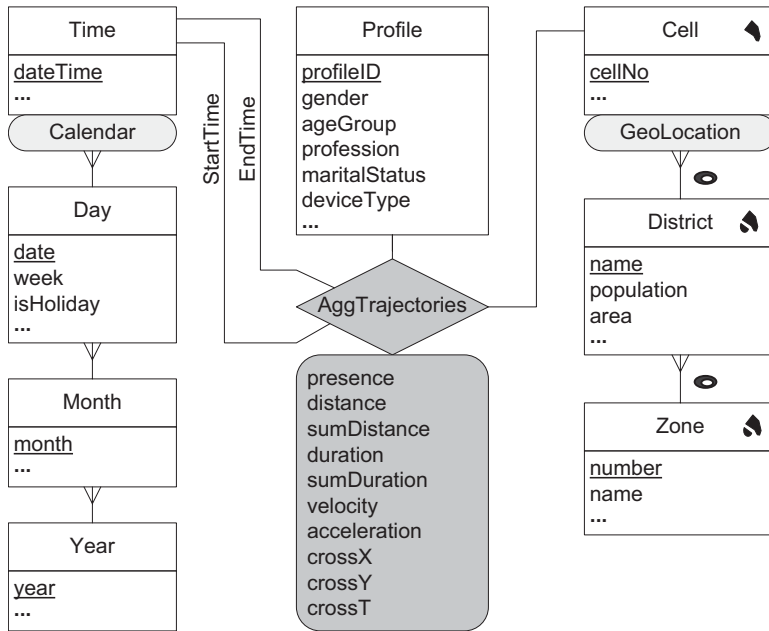 Time
dateTime
...
Calendar
Day
date
week
isHoliday
...
Month
month
...
Year
year
...
StartTime
EndTime
Profile
profileID
gender
ageGroup
profession
maritalStatus
deviceType
...
AggTrajectories
presence
distance
sumDistance
duration
sumDuration
velocity
acceleration
crossX
crossY
crossT
Cell
cellNo
...
GeoLocation
District
name
population
area
...
Zone
number
name
...